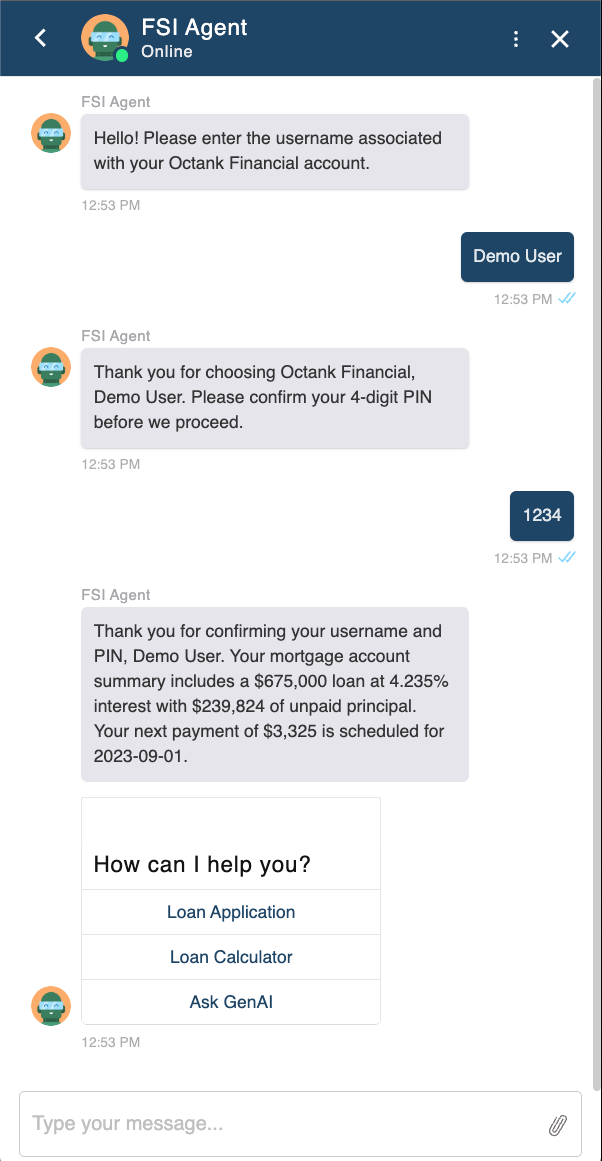 FSI Agent
Online
FSI Agent
Hello! Please enter the username associated
with your Octank Financial account.
12:53 PM
Demo User
12:53 PM
FSI Agent
Thank you for choosing Octank Financial,
Demo User. Please confirm your 4-digit PIN
before we proceed.
12:53 PM
1234
12:53 PM
FSI Agent
Thank you for confirming your username and
PIN, Demo User. Your mortgage account
summary includes a $675,000 loan at 4.235%
interest with $239,824 of unpaid principal.
Your next payment of $3,325 is scheduled for
2023-09-01.
How can I help you?
Loan Application
Loan Calculator
Ask GenAI
12:53 PM
Type your message...